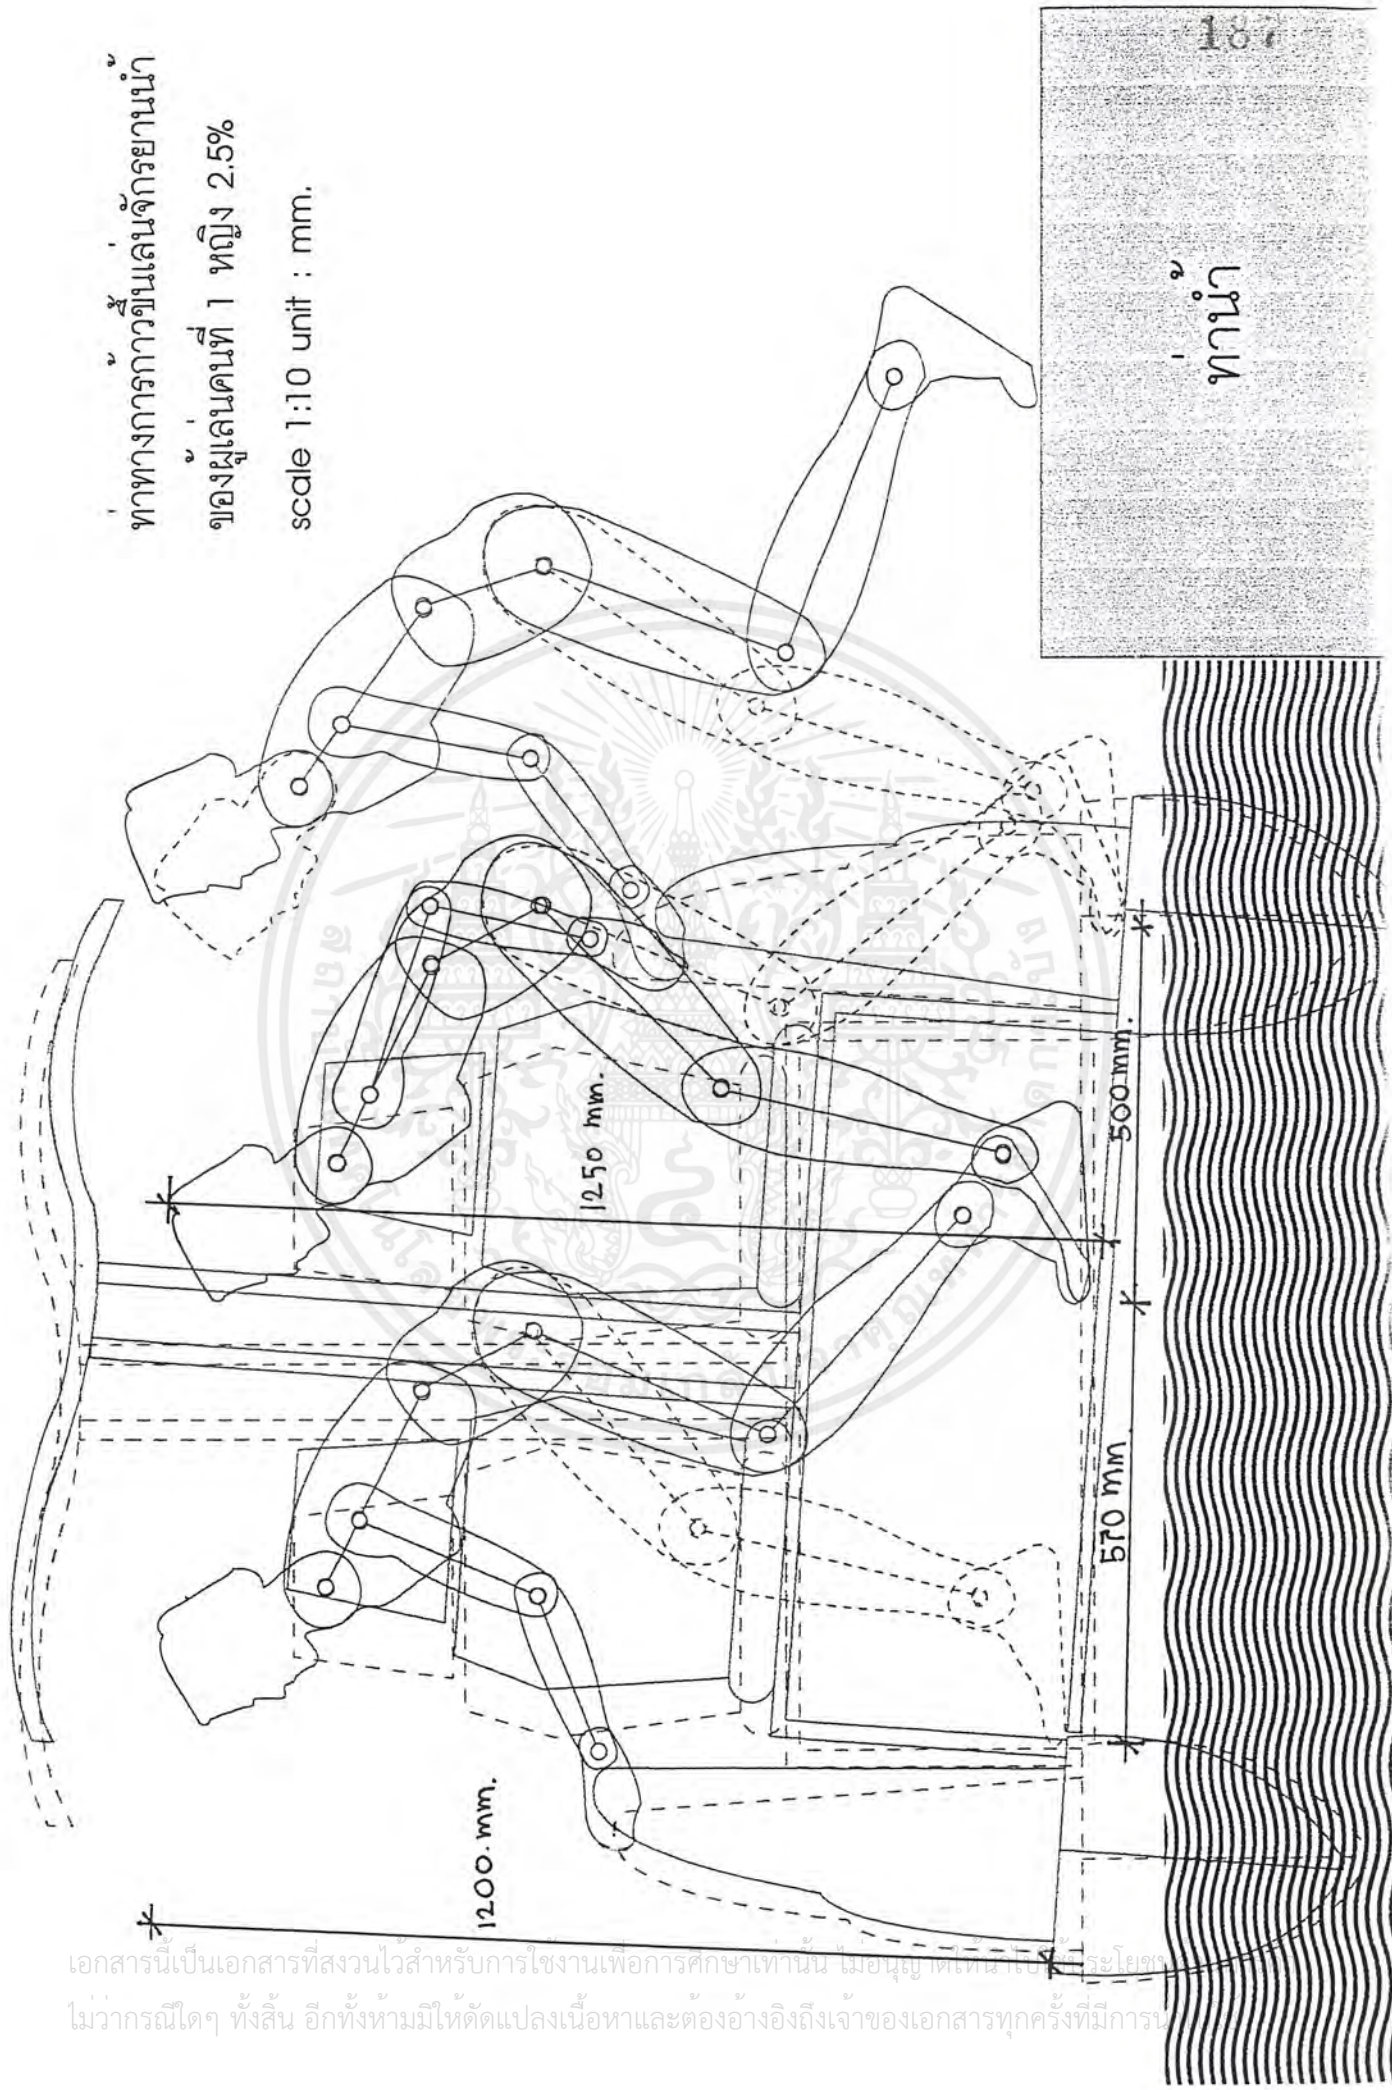 187
ท่าทางการก้าวขึ้นเล่นจักรยานน้ำ
ของผู้เล่นคนที่ 1 หญิง 2.5%
scale 1:10 unit : mm.
ท่าน้ำ
1250 mm.
500 mm.
570 mm
1200. mm.
เอกสารนี้เป็นเอกสารที่สงวนไว้สำหรับการใช้งานเพื่อการศึกษาเท่านั้น ไม่อนุญาตให้นำไปใช้ประโยชน์
ไม่ว่ากรณีใดๆ ทั้งสิ้น อีกทั้งห้ามมิให้ดัดแปลงเนื้อหาและต้องอ้างอิงถึงเจ้าของเอกสารทุกครั้งที่มีการ